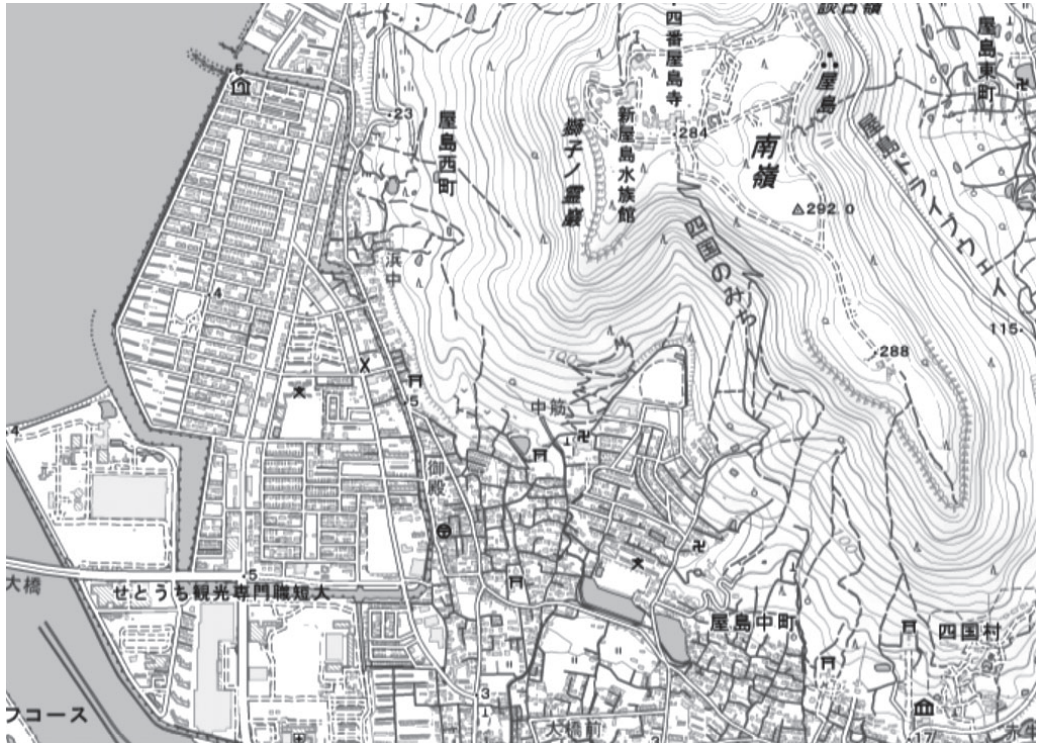 四番屋島寺
屋島東町
屋島
屋島ドライブウェイ
南嶺
・284
新屋島水族館
獅子ノ霊巌
屋島西町
・23
5
292.0
四国のみち
浜中
4
115・
・288
100
中筋
5
4
御殿
100
大橋
5
せとうち観光専門職短大
屋島中町
四国村
3
フコース
大橋前
3
・17